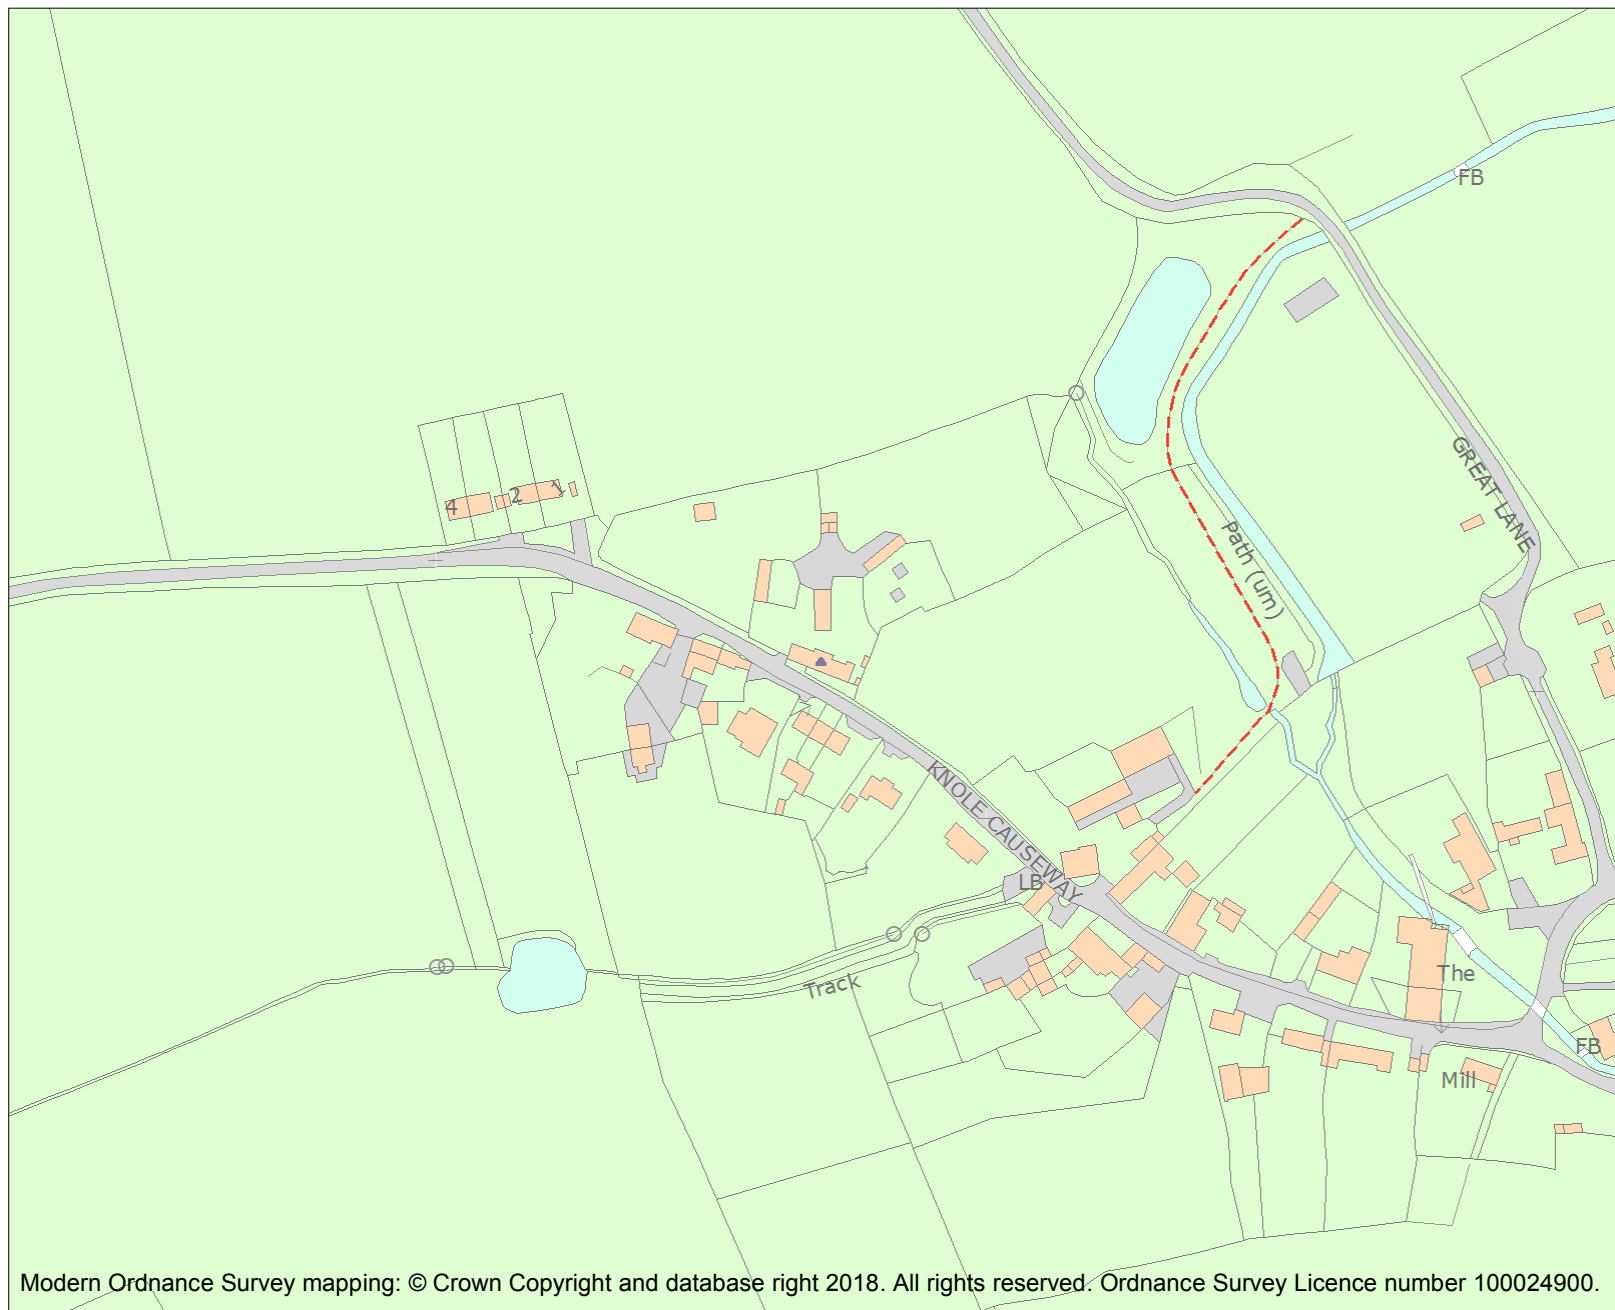 FB
GREAT LANE
4
2
1
Path (um)
KNOLE CAUSEWAY
LB
The
Track
FB
Mill
Modern Ordnance Survey mapping: © Crown Copyright and database right 2018. All rights reserved. Ordnance Survey Licence number 100024900.